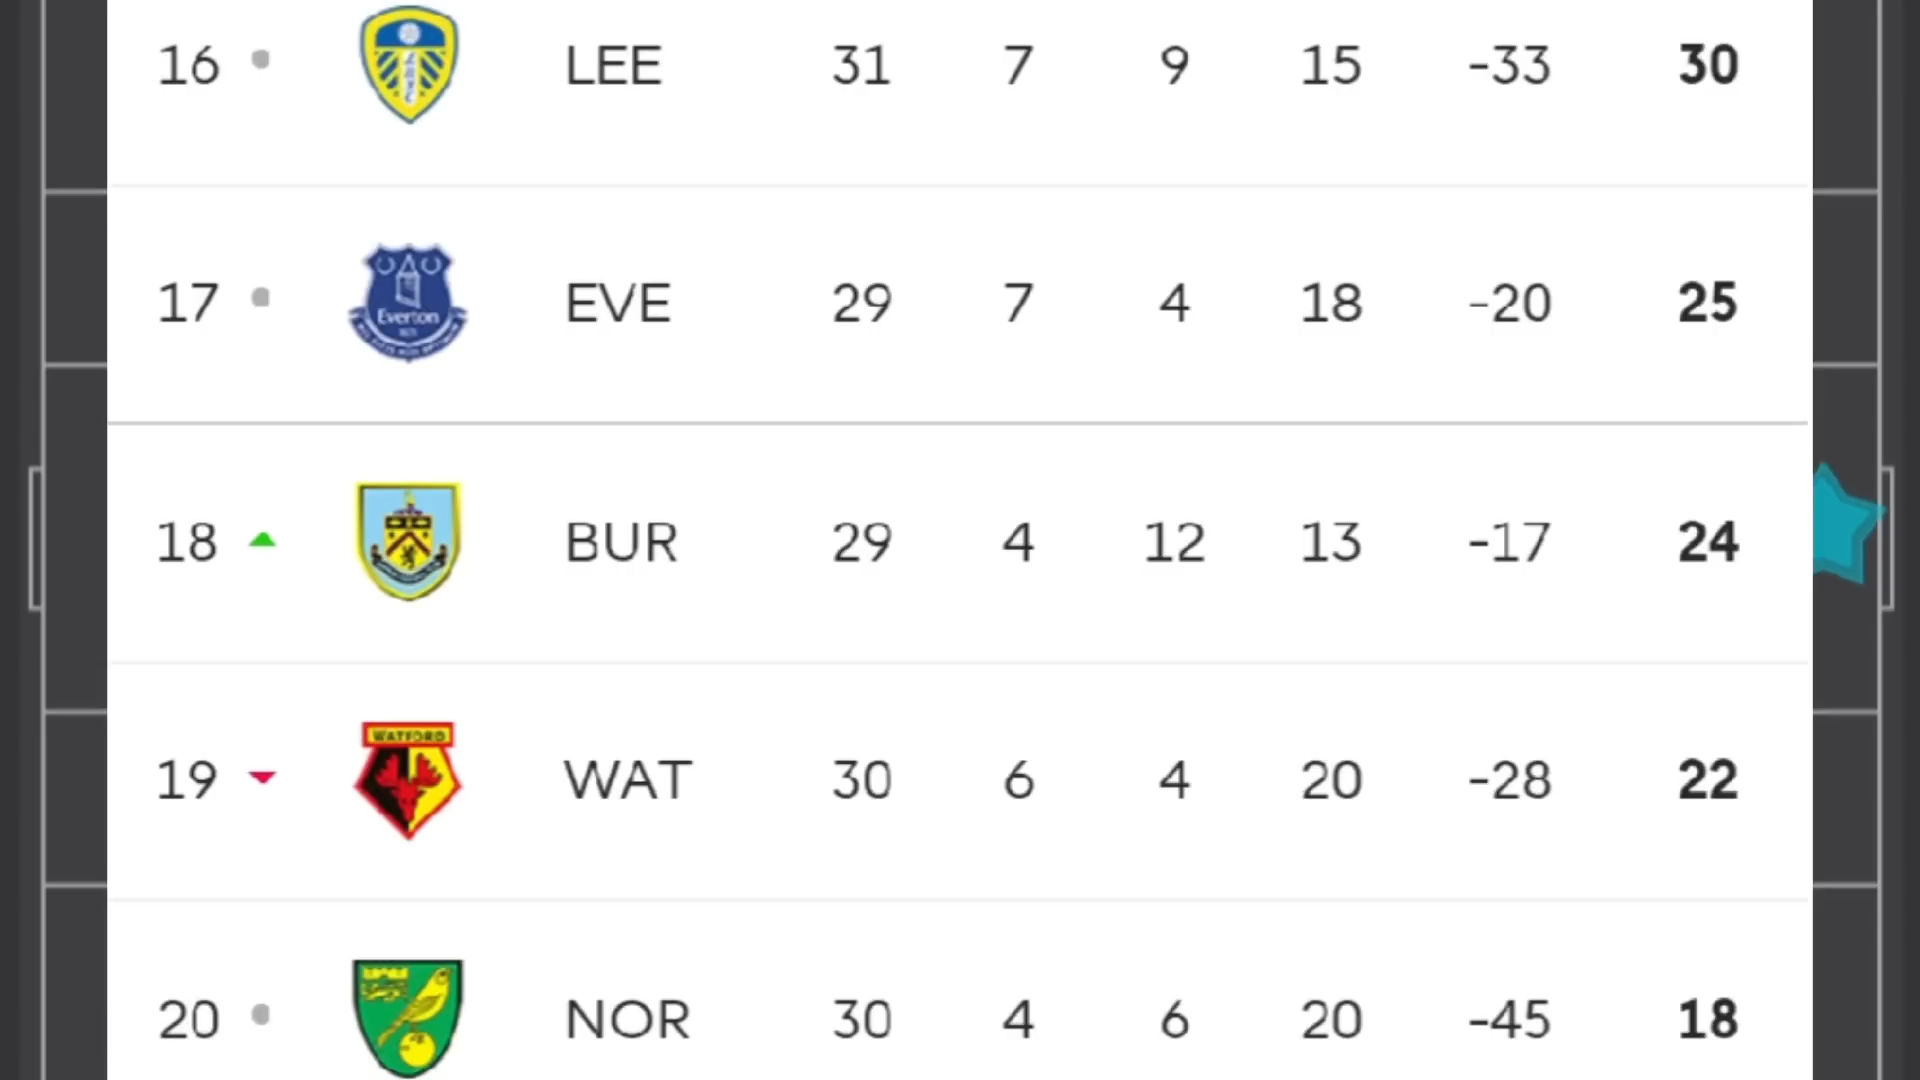 16 LEE 31 7 9 15 -33 30
Everton
17 EVE 29 7 4 18 -20 25
18 BUR 29 4 12 13 -17 24
WATFORD
19 WAT 30 6 4 20 -28 22
20 NOR 30 4 6 20 -45 18